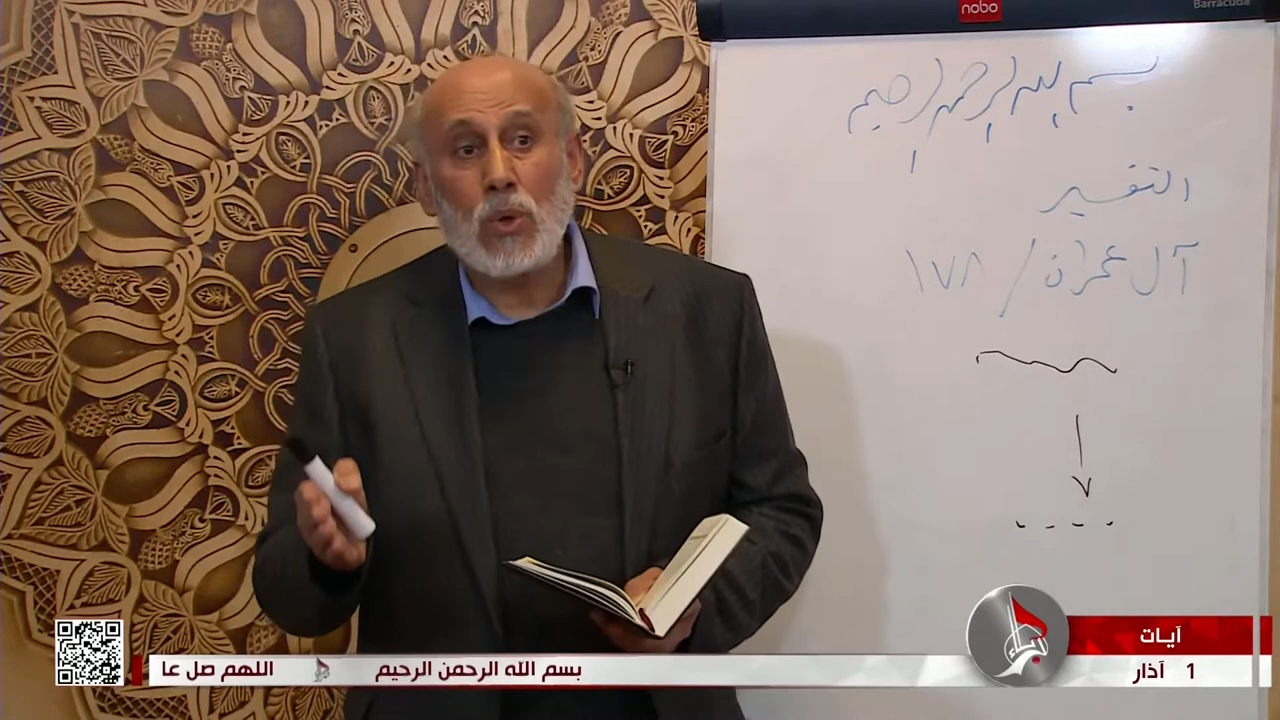 nobo
Barracuda
بسم الله الرحمن الرحيم
التفسير
آل عمران / ١٧٨
آيات
1 آذار
بسم الله الرحمن الرحيم
اللهم صل عا